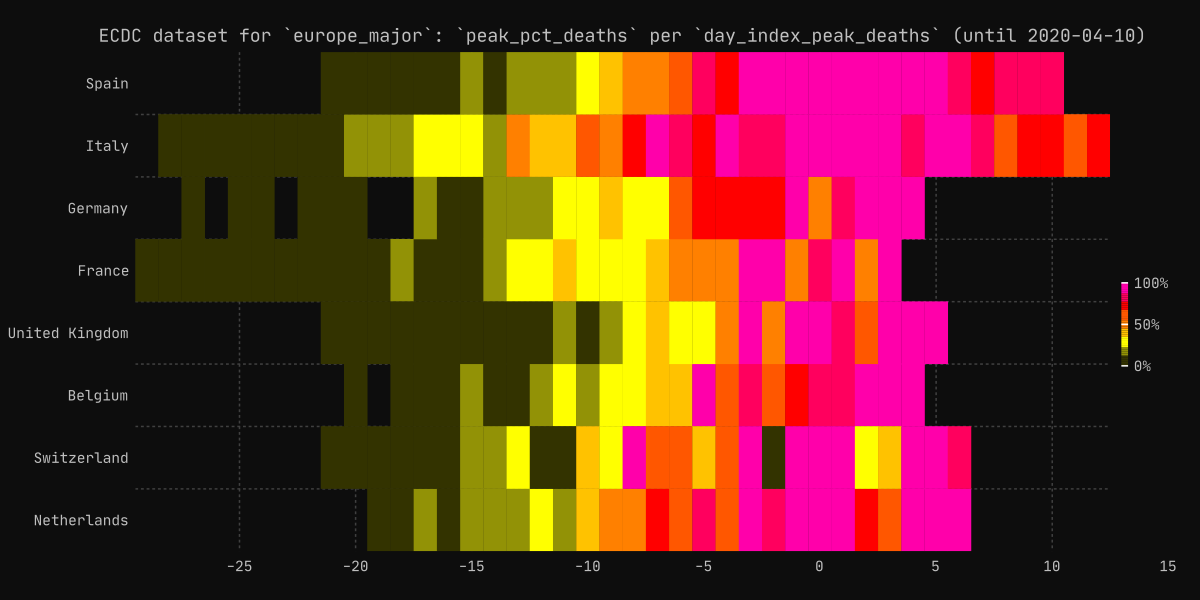 ECDC dataset for `europe_major`: `peak_pct_deaths` per `day_index_peak_deaths` (until 2020-04-10)
Spain
Italy
Germany
France
United Kingdom
Belgium
Switzerland
Netherlands
100%
50%
0%
−25 −20 −15 −10 −5 0 5 10 15